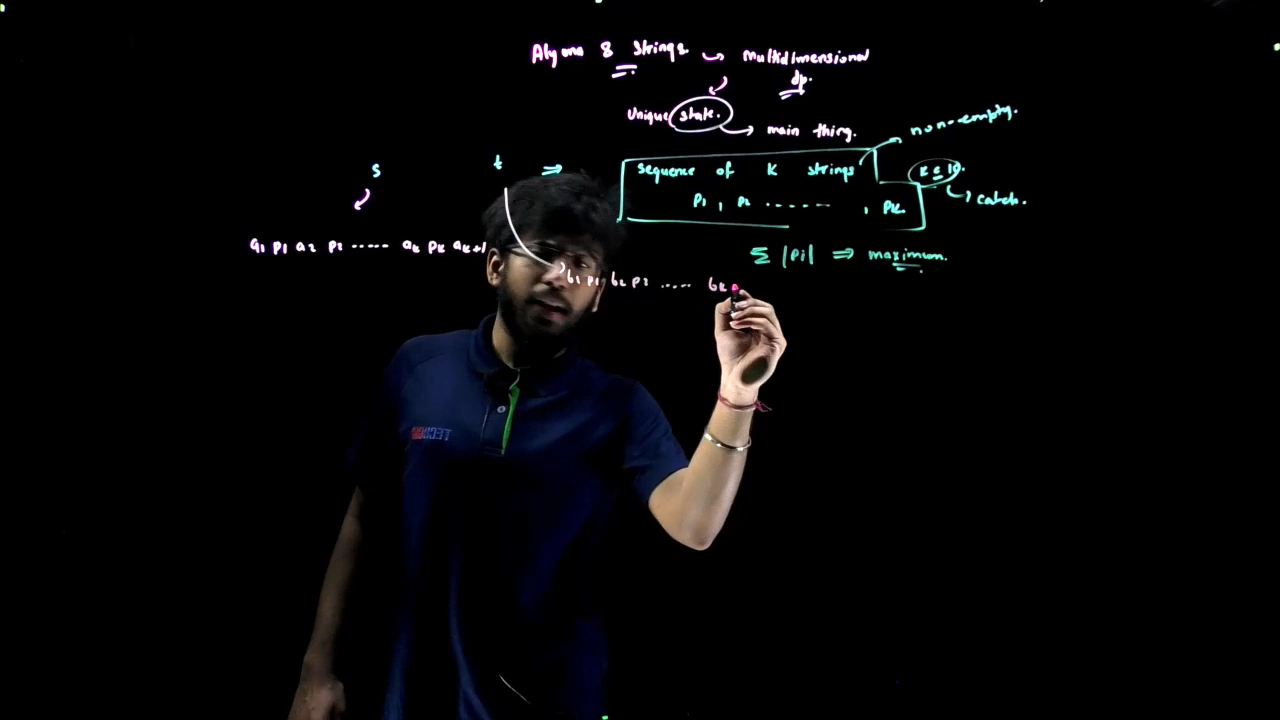 Alyona & Strings → multidimensional
dp.
Unique state. → main thing.
non-empty.
s t ⇒ sequence of K strings K ≤ 10.
P1 , P2 ------- , PK. → catch.
a1 p1 a2 p2 ..... ak pk ak+1
Σ |Pi| ⇒ maximum.
b1 p1 b2 p2 ..... bk